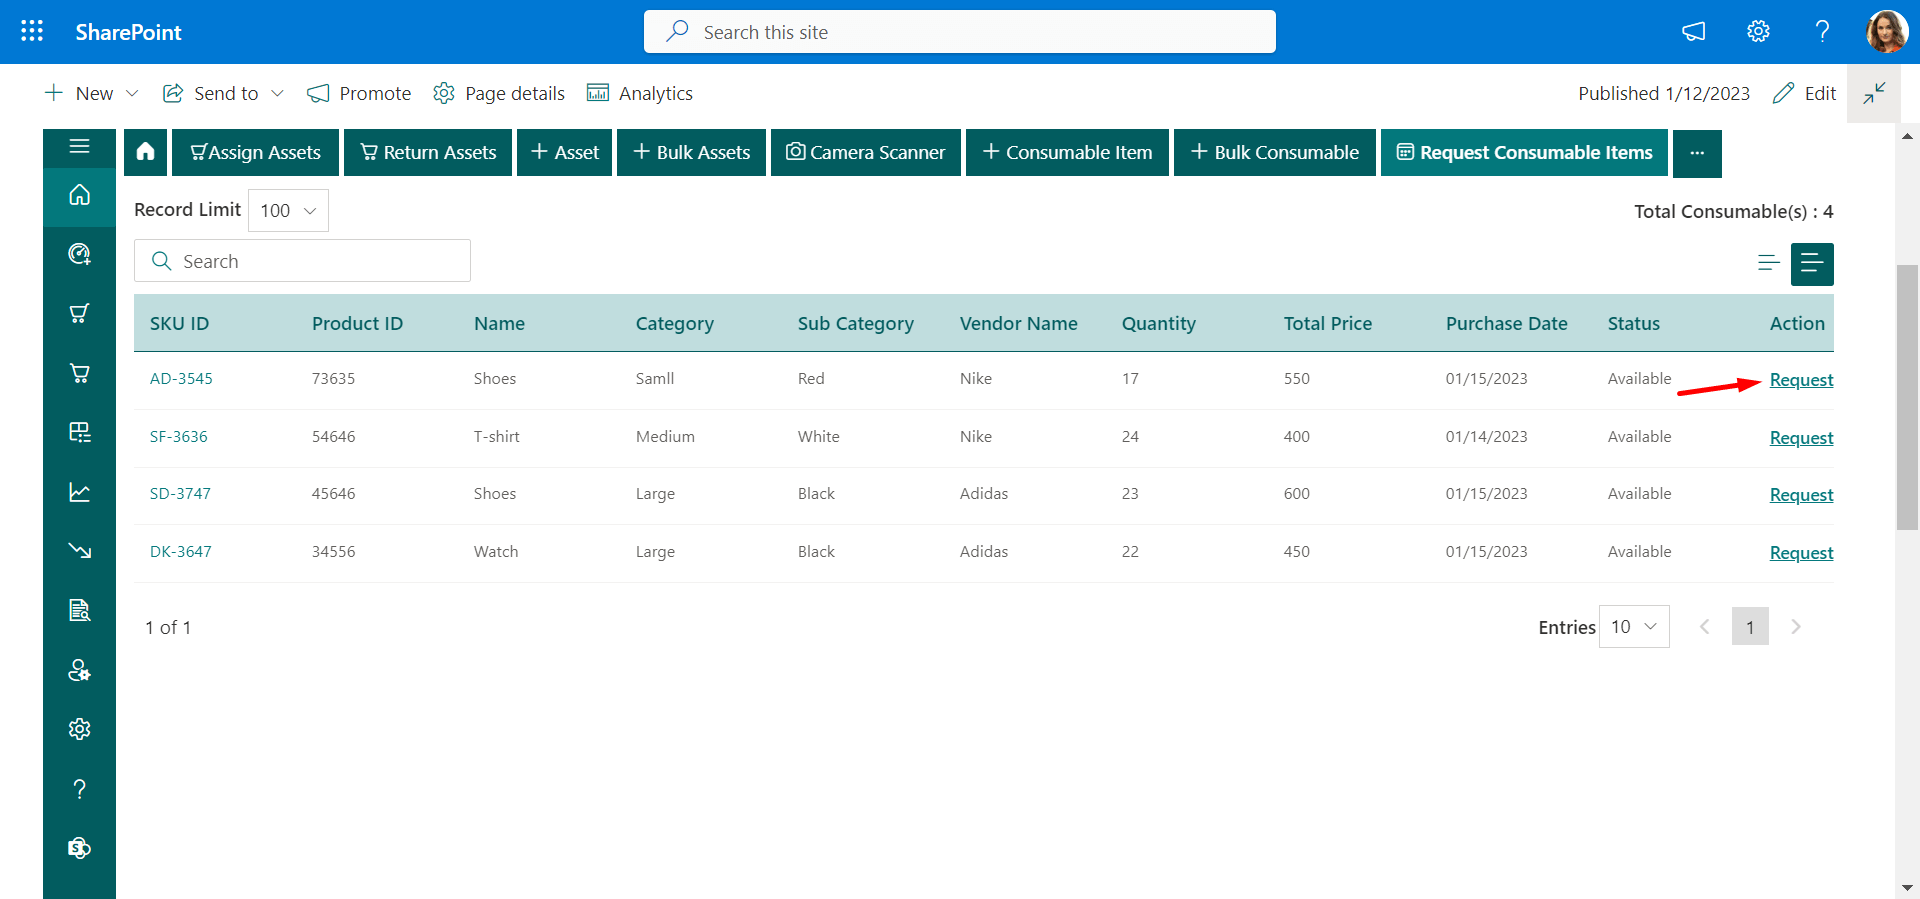 SharePoint
Search this site
New
Send to
Promote
Page details
Analytics
Published 1/12/2023
Edit
Assign Assets
Return Assets
+ Asset
+ Bulk Assets
Camera Scanner
+ Consumable Item
+ Bulk Consumable
Request Consumable Items
...
Record Limit 100
Total Consumable(s) : 4
Search
SKU ID Product ID Name Category Sub Category Vendor Name Quantity Total Price Purchase Date Status Action
AD-3545 73635 Shoes Samll Red Nike 17 550 01/15/2023 Available Request
SF-3636 54646 T-shirt Medium White Nike 24 400 01/14/2023 Available Request
SD-3747 45646 Shoes Large Black Adidas 23 600 01/15/2023 Available Request
DK-3647 34556 Watch Large Black Adidas 22 450 01/15/2023 Available Request
1 of 1
Entries 10
1